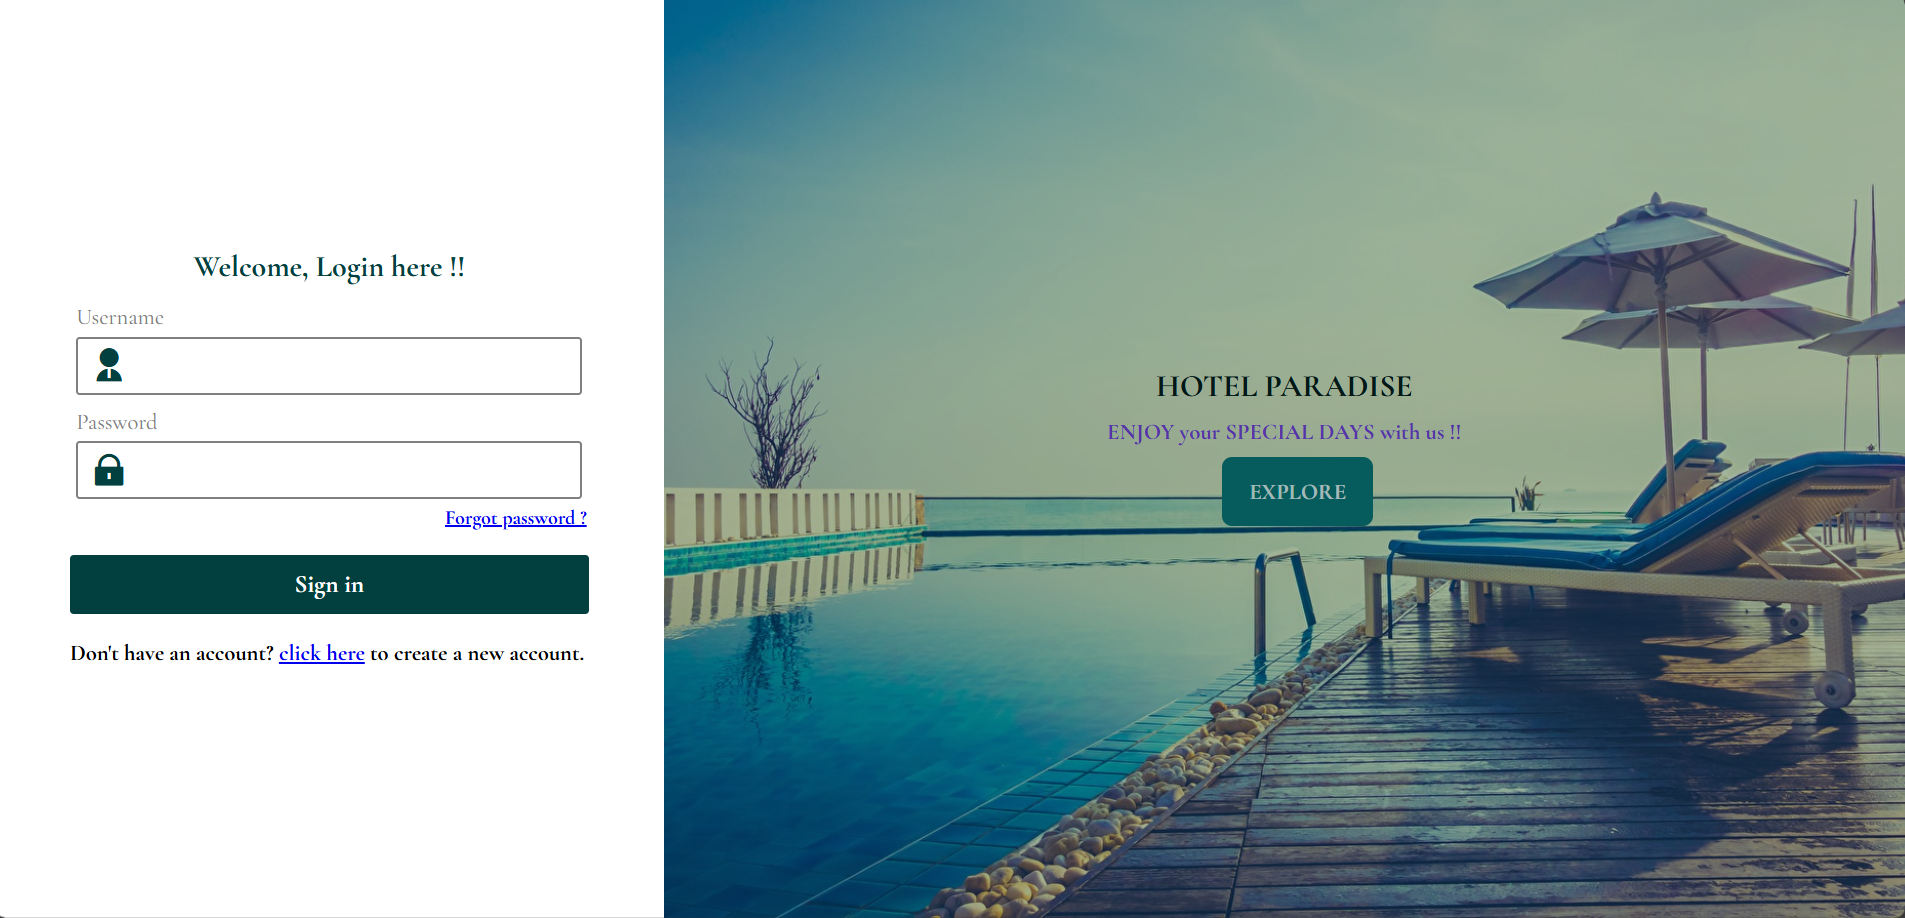 Welcome, Login here !!
Username
Password
Forgot password ?
Sign in
Don't have an account? click here to create a new account.
HOTEL PARADISE
ENJOY your SPECIAL DAYS with us !!
EXPLORE